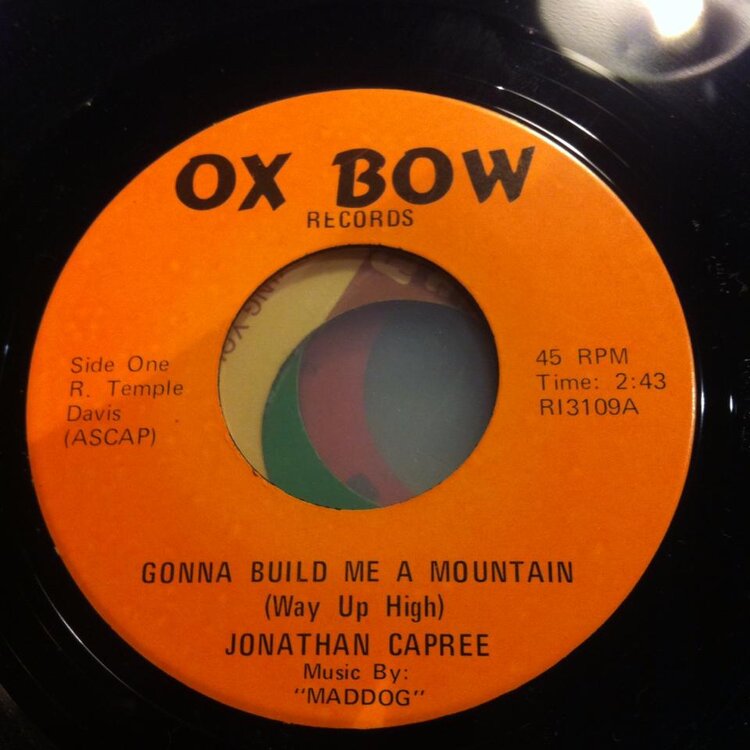 OX BOW
RECORDS
Side One
R. Temple
Davis
(ASCAP)
45 RPM
Time: 2:43
RI3109A
GONNA BUILD ME A MOUNTAIN
(Way Up High)
JONATHAN CAPREE
Music By:
"MADDOG"